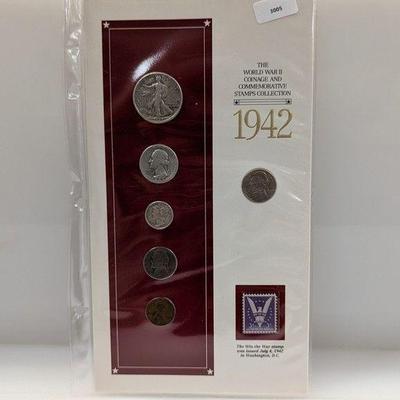 3005
THE
WORLD WAR II
COINAGE AND
COMMEMORATIVE
STAMPS COLLECTION
1942
The Win the War stamp
was issued July 4, 1942
in Washington, D.C.